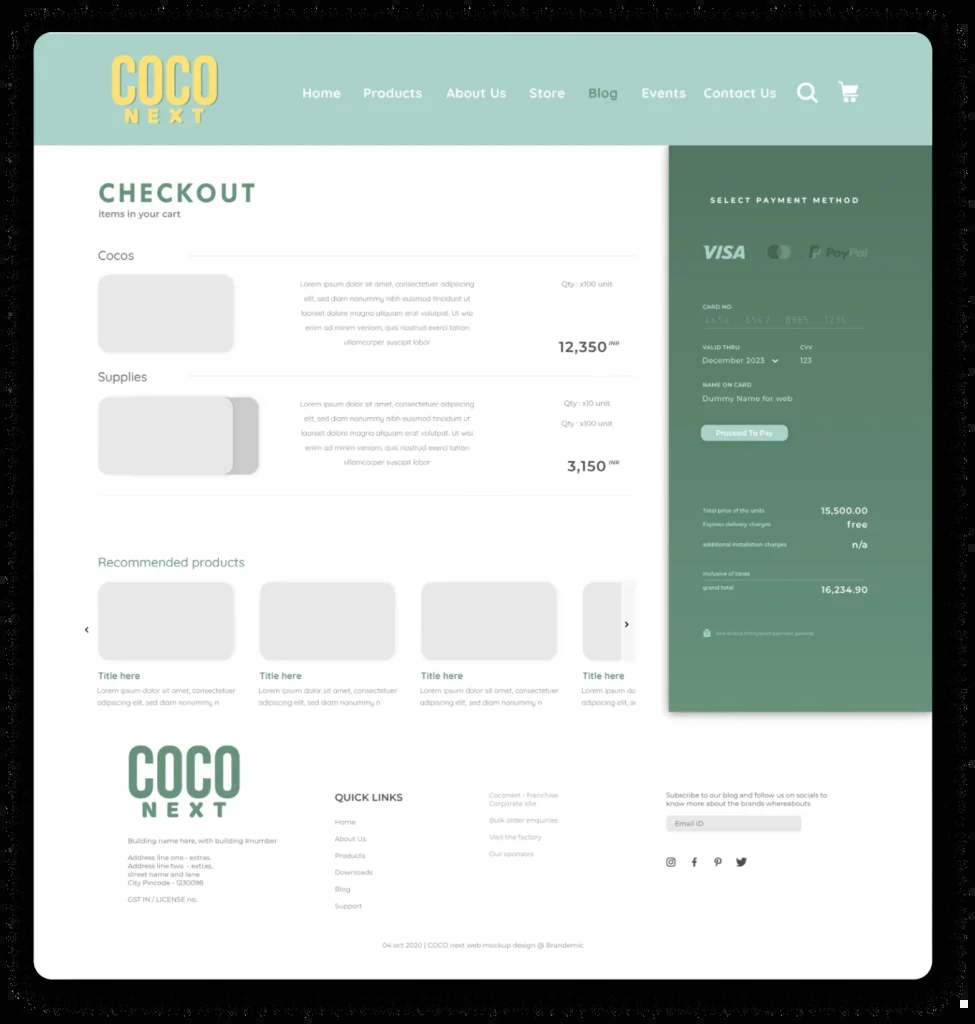 COCO
NEXT
Home Products About Us Store Blog Events Contact Us
CHECKOUT
items in your cart
Cocos
Lorem ipsum dolor sit amet, consectetuer adipiscing
elit, sed diam nonummy nibh euismod tincidunt ut
laoreet dolore magna aliquam erat volutpat. Ut wisi
enim ad minim veniam, quis nostrud exerci tation
ullamcorper suscipit lobor
Qty : x100 unit
12,350 INR
Supplies
Lorem ipsum dolor sit amet, consectetuer adipiscing
elit, sed diam nonummy nibh euismod tincidunt ut
laoreet dolore magna aliquam erat volutpat. Ut wisi
enim ad minim veniam, quis nostrud exerci tation
ullamcorper suscipit lobor
Qty : x10 unit
Qty : x100 unit
3,150 INR
Recommended products
Title here
Lorem ipsum dolor sit amet, consectetuer
adipiscing elit, sed diam nonummy n
Title here
Lorem ipsum dolor sit amet, consectetuer
adipiscing elit, sed diam nonummy n
Title here
Lorem ipsum dolor sit amet, consectetuer
adipiscing elit, sed diam nonummy n
Title here
Lorem ipsum do
adipiscing elit, se
SELECT PAYMENT METHOD
VISA PayPal
CARD NO
4456 6547 8965 1234
VALID THRU CVV
December 2023 123
NAME ON CARD
Dummy Name for web
Proceed To Pay
Total price of the units 15,500.00
Express delivery charges free
additional installation charges n/a
inclusive of taxes
grand total 16,234.90
payment gateway
COCO
NEXT
Building name here, with building #number
Address line one - extras.
Address line two - extras,
street name and lane
City Pincode - 1230098
GST IN / LICENSE no.
QUICK LINKS
Home
About Us
Products
Downloads
Blog
Support
Coconext - franchise
Corporate site
Bulk order enquiries
Visit the factory
Our sponsors
Subscribe to our blog and follow us on socials to
know more about the brands whereabouts
Email ID
04 oct 2020 | COCO next web mockup design @ Brandemic